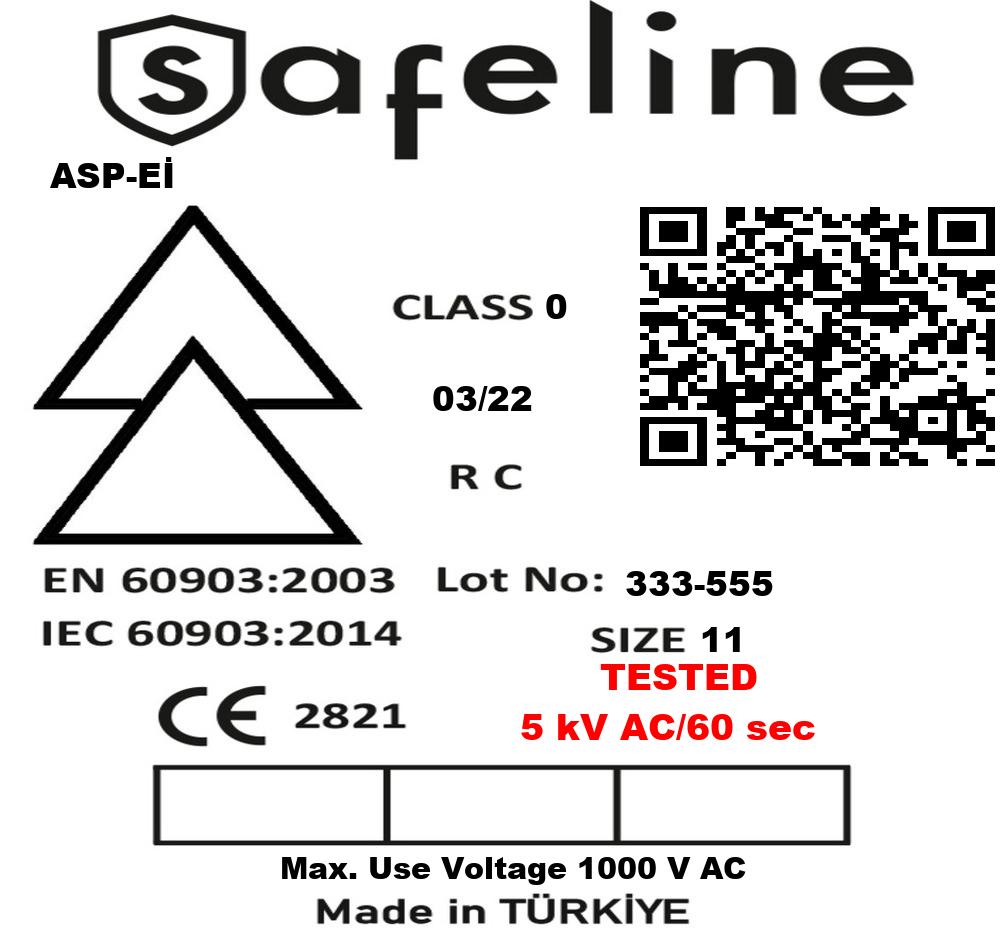 Safeline
ASP-Eİ
CLASS 0
03/22
R C
EN 60903:2003
Lot No: 333-555
IEC 60903:2014
SIZE 11
TESTED
CE 2821
5 kV AC/60 sec
Max. Use Voltage 1000 V AC
Made in TÜRKİYE